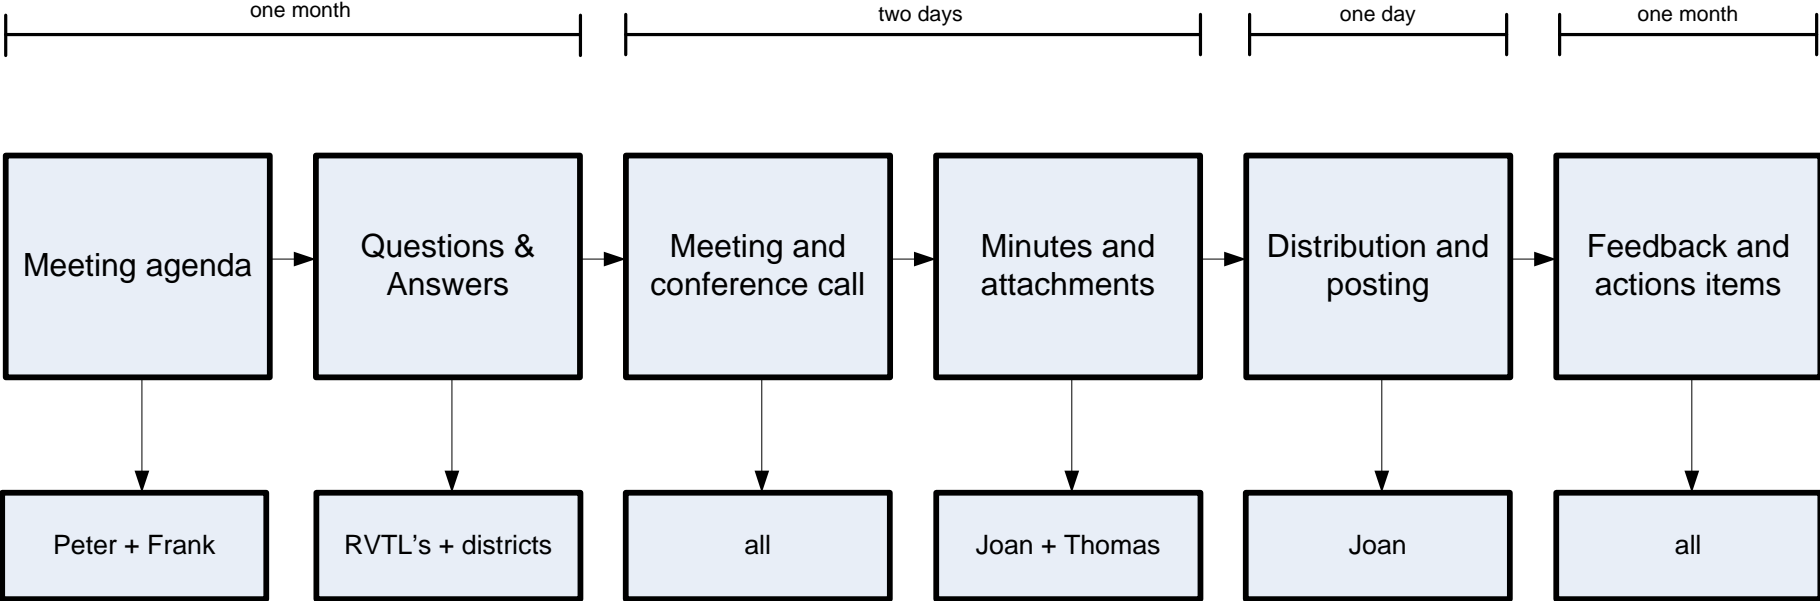 one month
two days
one day
one month
Meeting agenda
Questions &
Answers
Meeting and
conference call
Minutes and
attachments
Distribution and
posting
Feedback and
actions items
Peter + Frank
RVTL’s + districts
all
Joan + Thomas
Joan
all